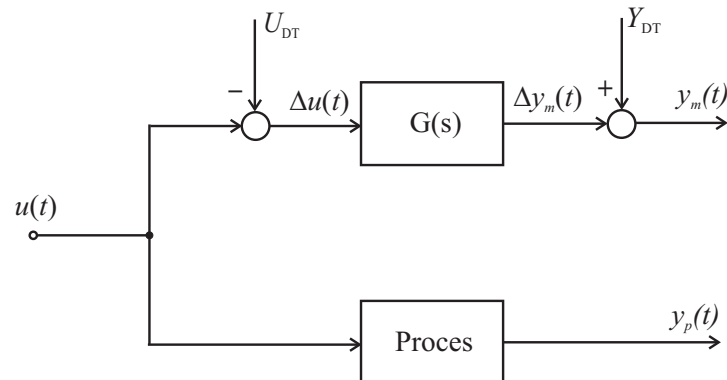 U_DT
Y_DT
−
Δu(t)
G(s)
Δy_m(t)
+
y_m(t)
u(t)
Proces
y_p(t)